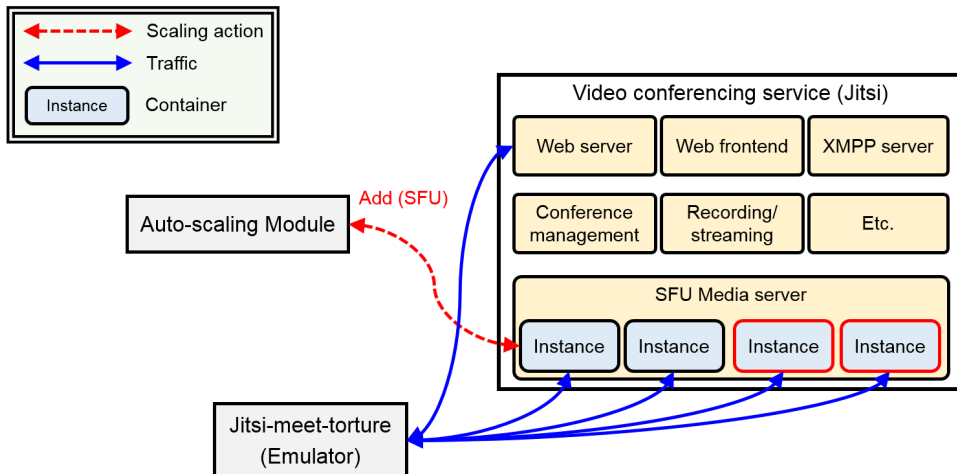 Scaling action
Traffic
Instance
Container
Video conferencing service (Jitsi)
Web server
Web frontend
XMPP server
Add (SFU)
Auto-scaling Module
Conference
management
Recording/
streaming
Etc.
SFU Media server
Instance
Instance
Instance
Instance
Jitsi-meet-torture
(Emulator)